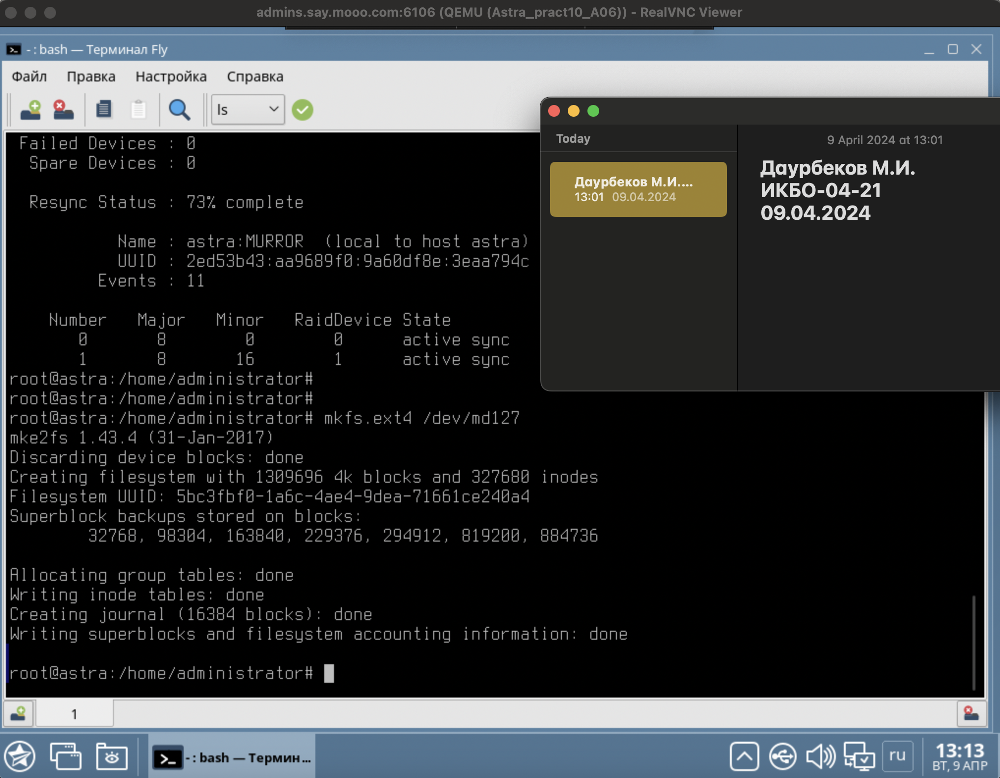 admins.say.mooo.com:6106 (QEMU (Astra_pract10_A06)) - RealVNC Viewer
- : bash — Терминал Fly
Файл Правка Настройка Справка
ls
Failed Devices : 0
Spare Devices : 0
Resync Status : 73% complete
Name : astra:MURROR (local to host astra)
UUID : 2ed53b43:aa9689f0:9a60df8e:3eaa794c
Events : 11
Number Major Minor RaidDevice State
0 8 0 0 active sync
1 8 16 1 active sync
root@astra:/home/administrator#
root@astra:/home/administrator#
root@astra:/home/administrator# mkfs.ext4 /dev/md127
mke2fs 1.43.4 (31-Jan-2017)
Discarding device blocks: done
Creating filesystem with 1309696 4k blocks and 327680 inodes
Filesystem UUID: 5bc3fbf0-1a6c-4ae4-9dea-71661ce240a4
Superblock backups stored on blocks:
32768, 98304, 163840, 229376, 294912, 819200, 884736
Allocating group tables: done
Writing inode tables: done
Creating journal (16384 blocks): done
Writing superblocks and filesystem accounting information: done
root@astra:/home/administrator#
Today
Даурбеков М.И....
13:01 09.04.2024
9 April 2024 at 13:01
Даурбеков М.И.
ИКБО-04-21
09.04.2024
1
- : bash — Термин...
ru
13:13
ВТ, 9 АПР